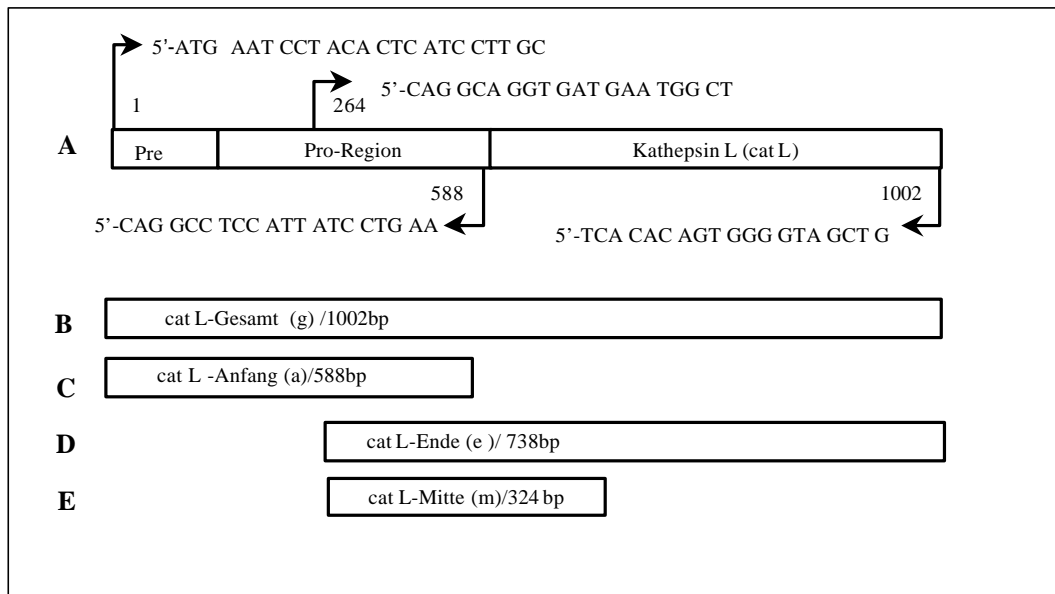 5’-ATG AAT CCT ACA CTC ATC CTT GC
5’-CAG GCA GGT GAT GAA TGG CT
1
264
A
Pre
Pro-Region
Kathepsin L (cat L)
588
1002
5’-CAG GCC TCC ATT ATC CTG AA
5’-TCA CAC AGT GGG GTA GCT G
B
cat L-Gesamt (g) /1002bp
C
cat L -Anfang (a)/588bp
D
cat L-Ende (e )/ 738bp
E
cat L-Mitte (m)/324 bp